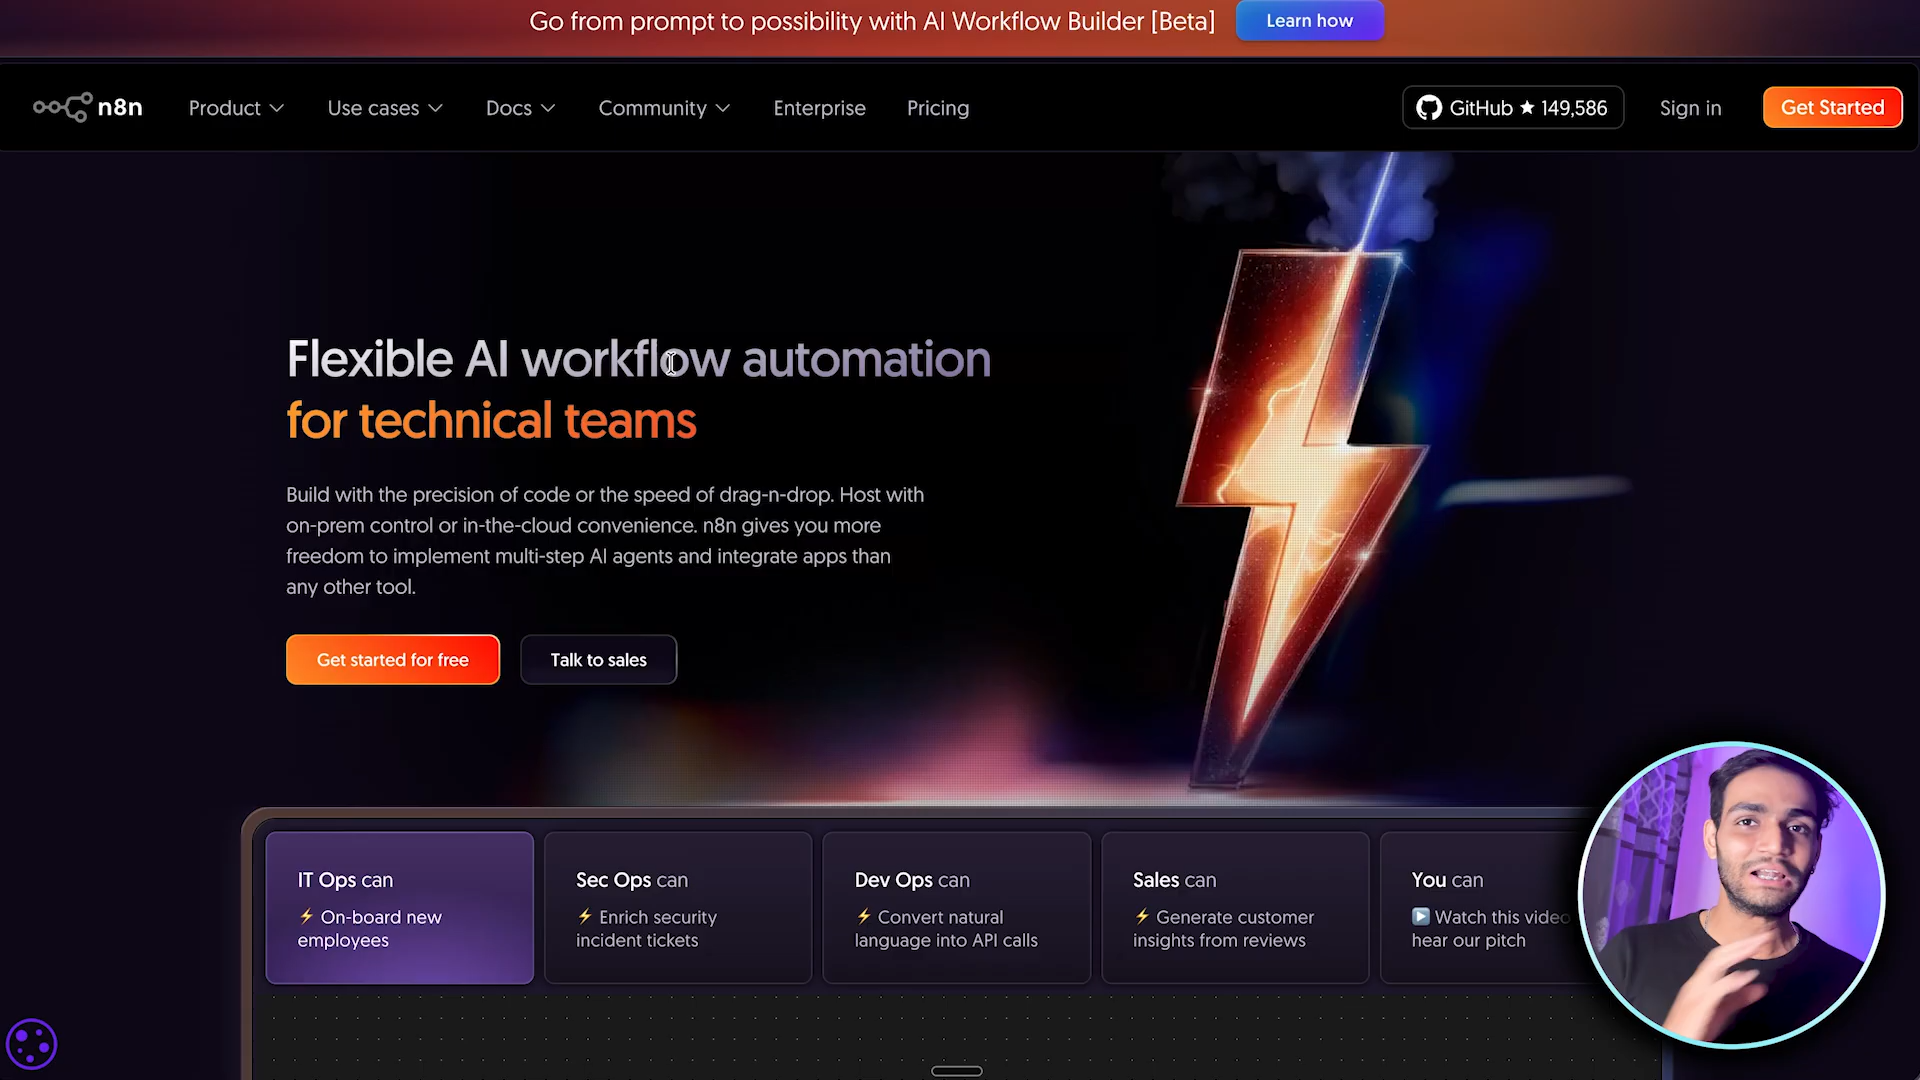 Go from prompt to possibility with AI Workflow Builder [Beta]
Learn how
n8n
Product
Use cases
Docs
Community
Enterprise
Pricing
GitHub ★ 149,586
Sign in
Get Started
Flexible AI workflow automation
for technical teams
Build with the precision of code or the speed of drag-n-drop. Host with
on-prem control or in-the-cloud convenience. n8n gives you more
freedom to implement multi-step AI agents and integrate apps than
any other tool.
Get started for free
Talk to sales
IT Ops can
⚡ On-board new
employees
Sec Ops can
⚡ Enrich security
incident tickets
Dev Ops can
⚡ Convert natural
language into API calls
Sales can
⚡ Generate customer
insights from reviews
You can
▶️ Watch this video
hear our pitch